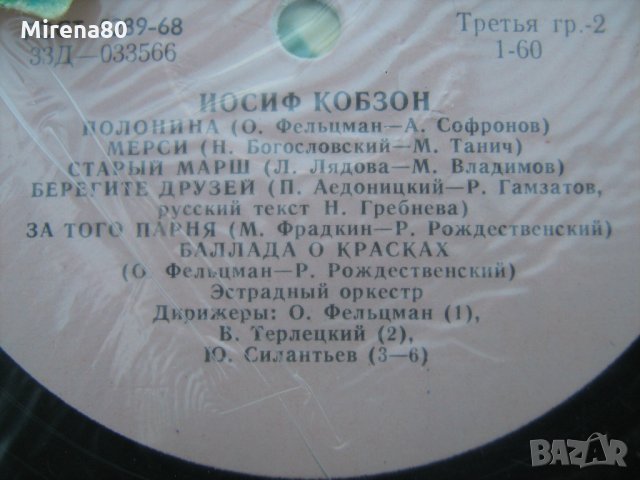 Mirena80
89-68
Третья гр.-2
33Д—033566
1-60
ИОСИФ КОБЗОН
ПОЛОНИНА (О. Фельцман—А. Софронов)
МЕРСИ (Н. Богословский—М. Танич)
СТАРЫЙ МАРШ (Л. Лядова—М. Владимов)
БЕРЕГИТЕ ДРУЗЕЙ (П. Аедоницкий—Р. Гамзатов,
русский текст Н. Гребнева)
ЗА ТОГО ПАРНЯ (М. Фрадкин—Р. Рождественский)
БАЛЛАДА О КРАСКАХ
(О. Фельцман—Р. Рождественский)
Эстрадный оркестр
Дирижеры: О. Фельцман (1),
В. Терлецкий (2),
Ю. Силантьев (3—6)
BAZAR